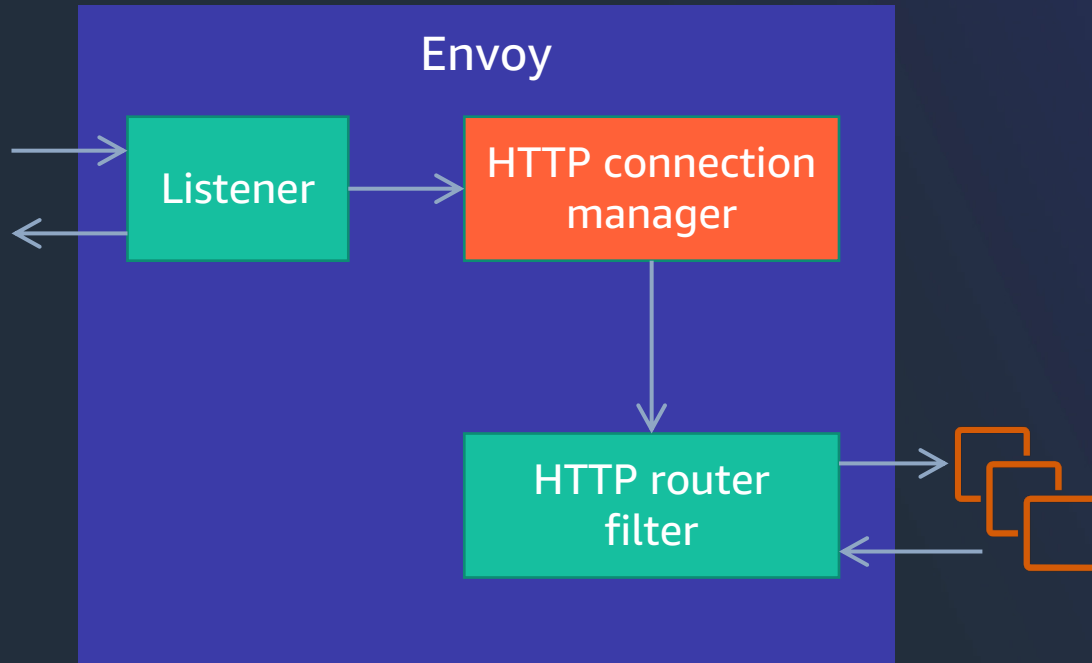 Envoy
Listener
HTTP connection
manager
HTTP router
filter